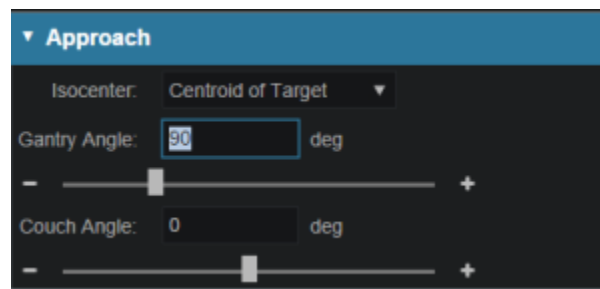 ▼ Approach
Isocenter: Centroid of Target ▼
Gantry Angle: 90 deg
– +
Couch Angle: 0 deg
– +